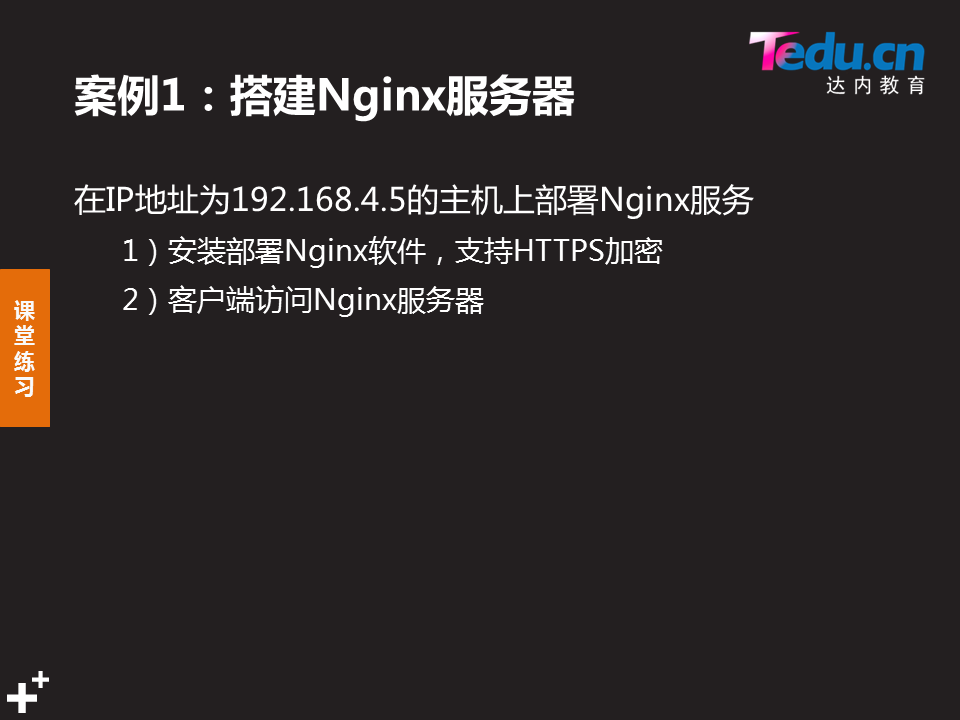 Tedu.cn
达内教育
案例1：搭建Nginx服务器
在IP地址为192.168.4.5的主机上部署Nginx服务
1）安装部署Nginx软件，支持HTTPS加密
2）客户端访问Nginx服务器
课
堂
练
习